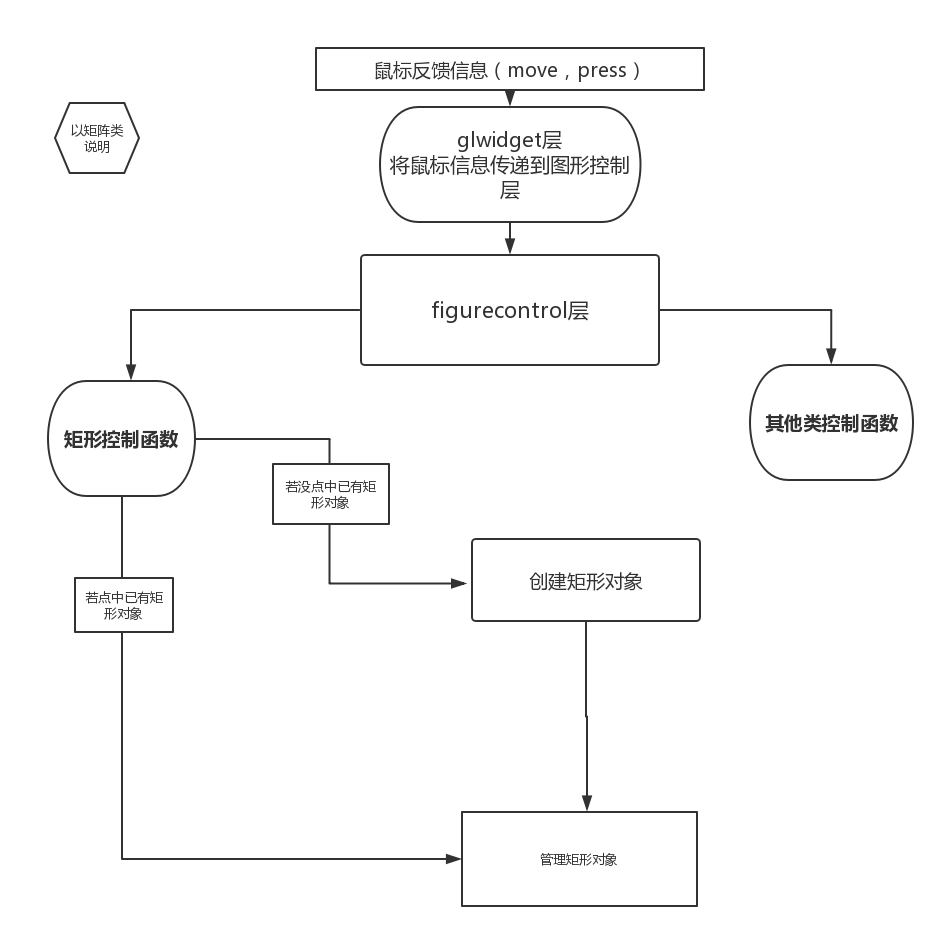 鼠标反馈信息（move，press）
以矩阵类
说明
glwidget层
将鼠标信息传递到图形控制
层
figurecontrol层
矩形控制函数
其他类控制函数
若没点中已有矩
形对象
创建矩形对象
若点中已有矩
形对象
管理矩形对象